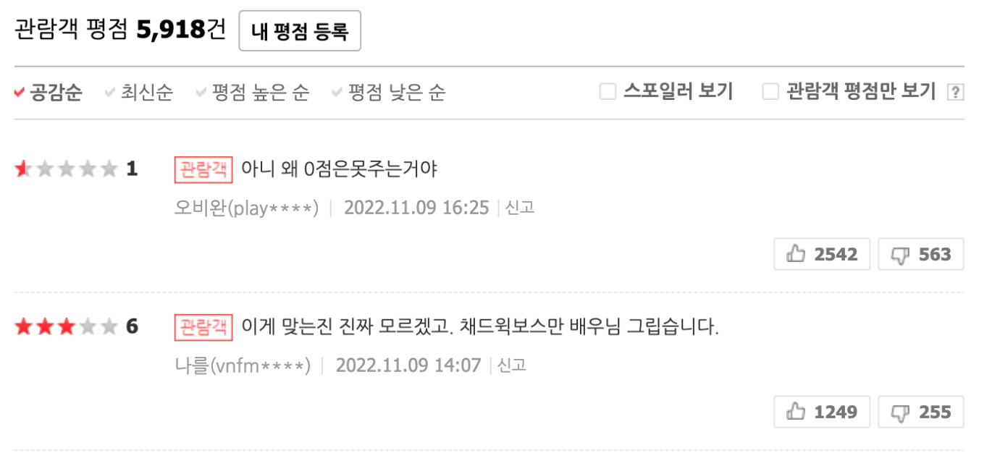 관람객 평점 5,918건 내 평점 등록
공감순 최신순 평점 높은 순 평점 낮은 순 스포일러 보기 관람객 평점만 보기 ?
1 관람객 아니 왜 0점은못주는거야
오비완(play****) 2022.11.09 16:25 신고
2542 563
6 관람객 이게 맞는진 진짜 모르겠고. 채드윅보스만 배우님 그립습니다.
나를(vnfm****) 2022.11.09 14:07 신고
1249 255